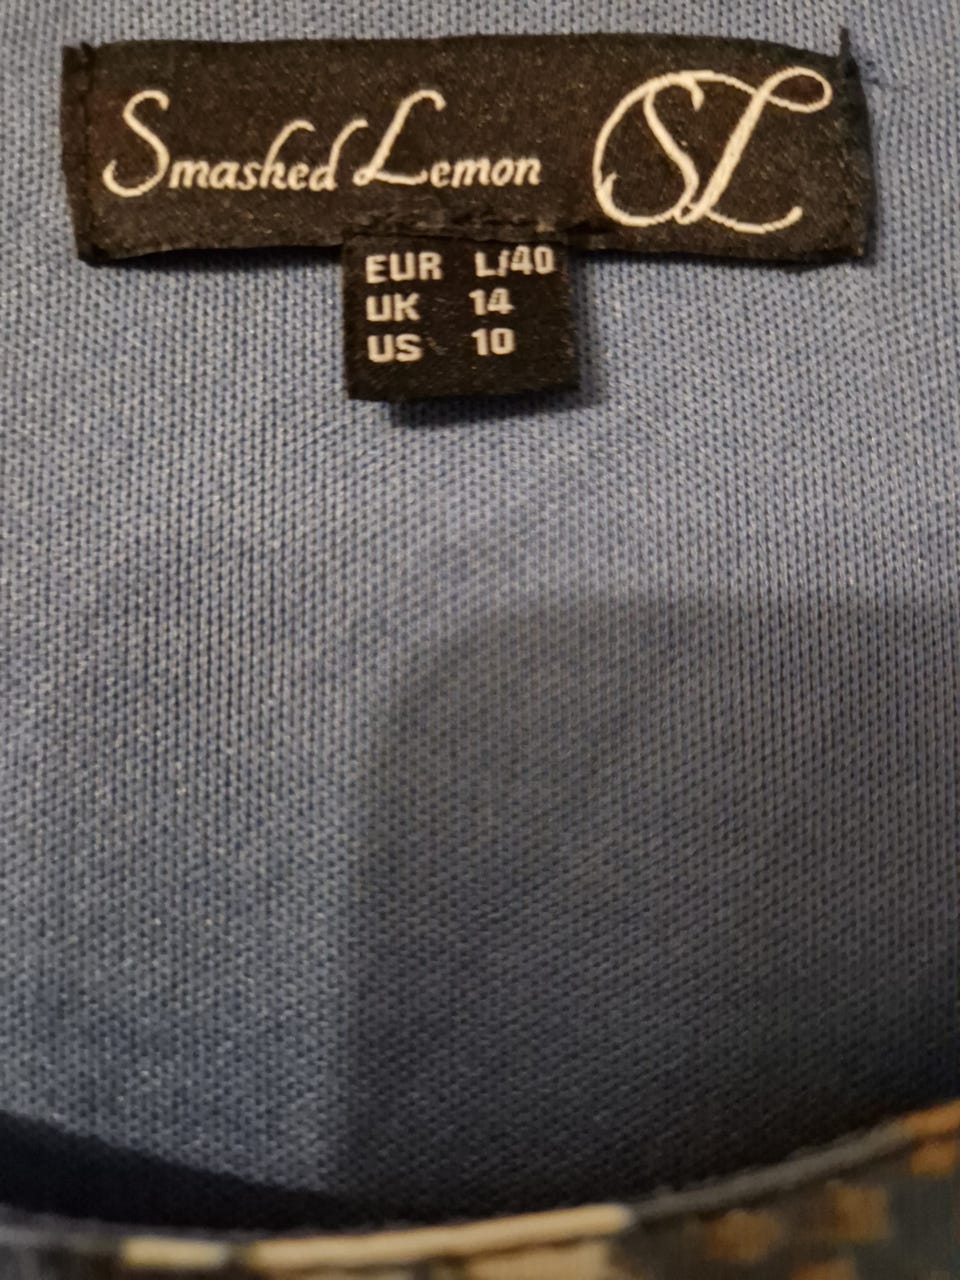 Smashed Lemon SL
EUR L/40
UK 14
US 10